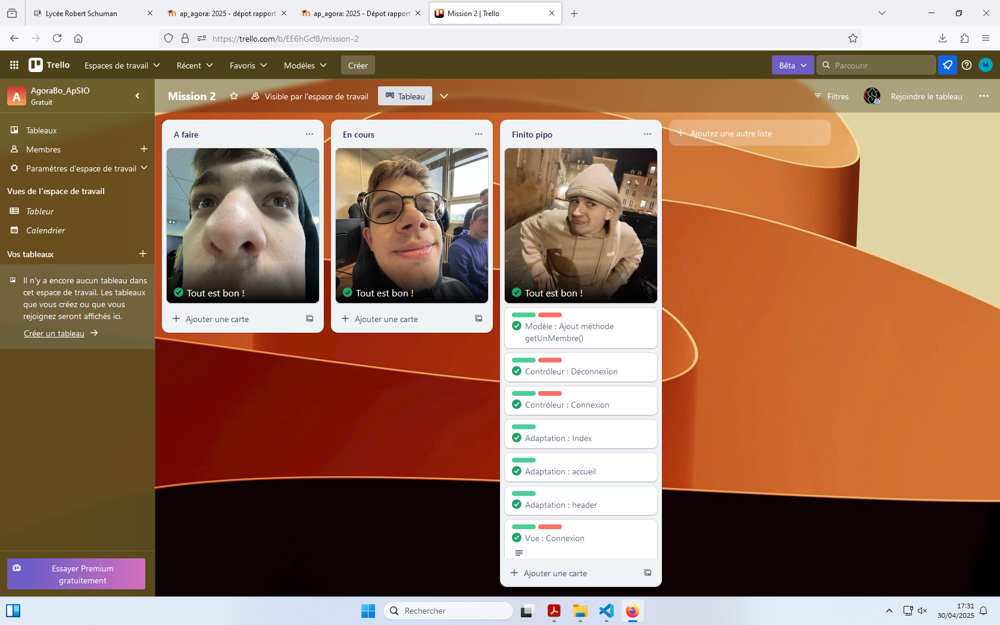 Lycée Robert Schuman
ap_agora: 2025 - dépot rapport
ap_agora: 2025 - Dépot rapport
Mission 2 | Trello
https://trello.com/b/EE6hGcf8/mission-2
Trello
Espaces de travail
Récent
Favoris
Modèles
Créer
Bêta
Parcourir
M
A
AgoraBo_ApSIO
Gratuit
Mission 2
Visible par l'espace de travail
Tableau
Filtres
Rejoindre le tableau
Tableaux
Membres
Paramètres d'espace de travail
Vues de l'espace de travail
Tableur
Calendrier
Vos tableaux
Il n'y a encore aucun tableau dans
cet espace de travail. Les tableaux
que vous créez ou que vous
rejoignez seront affichés ici.
Créer un tableau
Essayer Premium
gratuitement
A faire
Tout est bon !
Ajouter une carte
En cours
Tout est bon !
Ajouter une carte
Finito pipo
Tout est bon !
Modèle : Ajout méthode
getUnMembre()
Contrôleur : Déconnexion
Contrôleur : Connexion
Adaptation : Index
Adaptation : accueil
Adaptation : header
Vue : Connexion
Ajouter une carte
Ajoutez une autre liste
Rechercher
17:31
30/04/2025